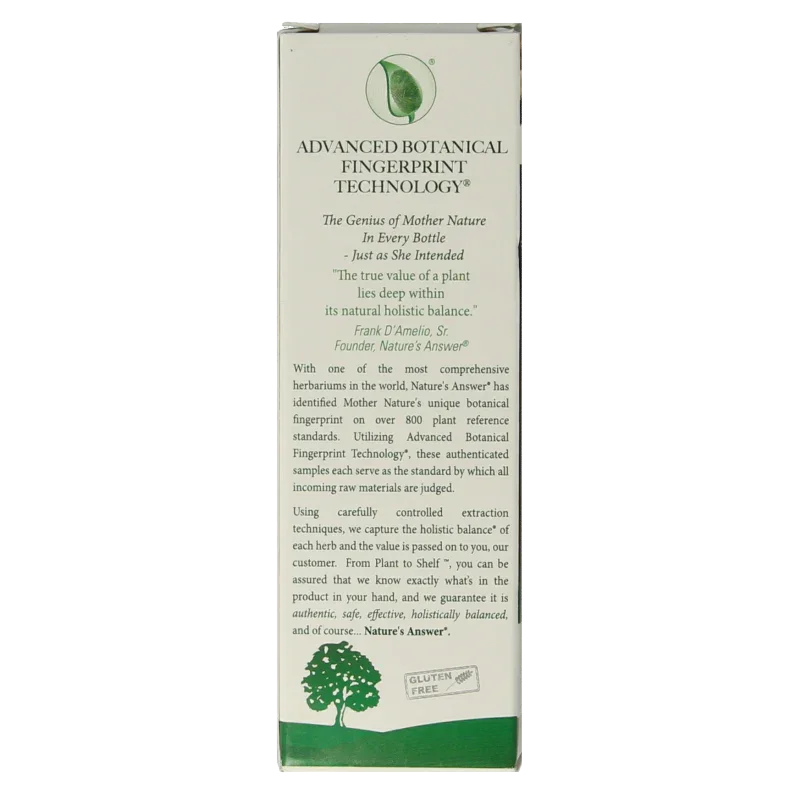 ®
ADVANCED BOTANICAL
FINGERPRINT
TECHNOLOGY®
The Genius of Mother Nature
In Every Bottle
- Just as She Intended
"The true value of a plant
lies deep within
its natural holistic balance."
Frank D'Amelio, Sr.
Founder, Nature's Answer®
With one of the most comprehensive
herbariums in the world, Nature's Answer® has
identified Mother Nature's unique botanical
fingerprint on over 800 plant reference
standards. Utilizing Advanced Botanical
Fingerprint Technology®, these authenticated
samples each serve as the standard by which all
incoming raw materials are judged.
Using carefully controlled extraction
techniques, we capture the holistic balance® of
each herb and the value is passed on to you, our
customer. From Plant to Shelf ™, you can be
assured that we know exactly what's in the
product in your hand, and we guarantee it is
authentic, safe, effective, holistically balanced,
and of course... Nature's Answer®.
GLUTEN
FREE